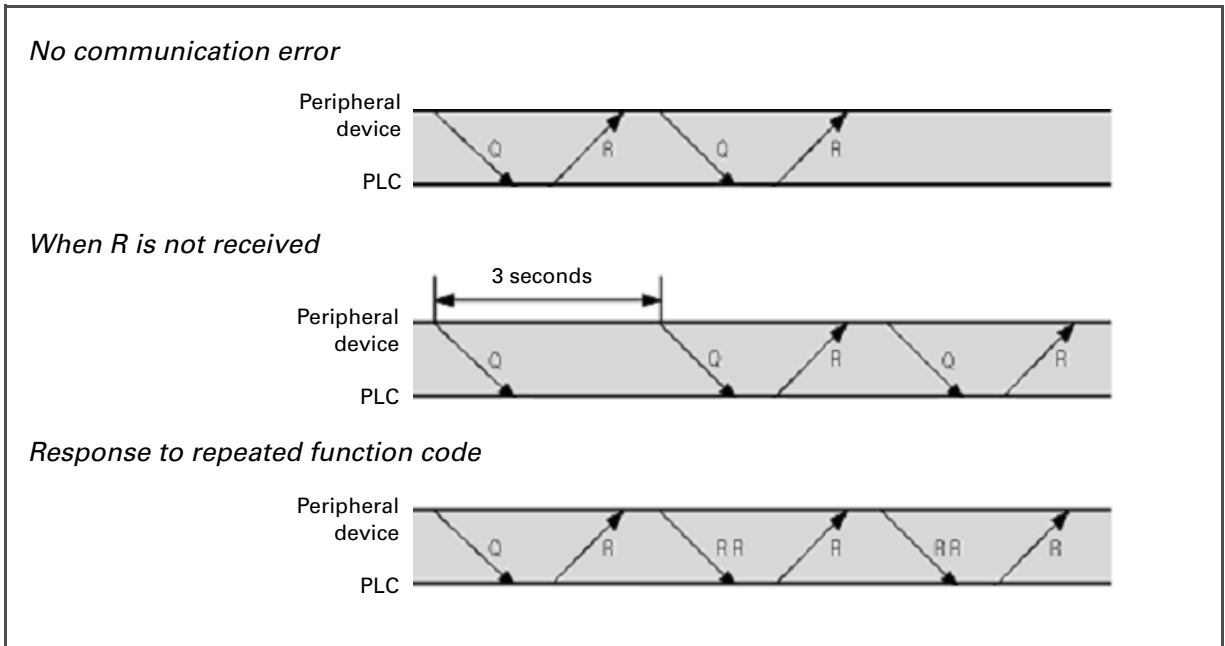 No communication error
Peripheral
device
Q R Q R
PLC
When R is not received
3 seconds
Peripheral
device
Q Q R Q R
PLC
Response to repeated function code
Peripheral
device
Q R RR R RR R
PLC